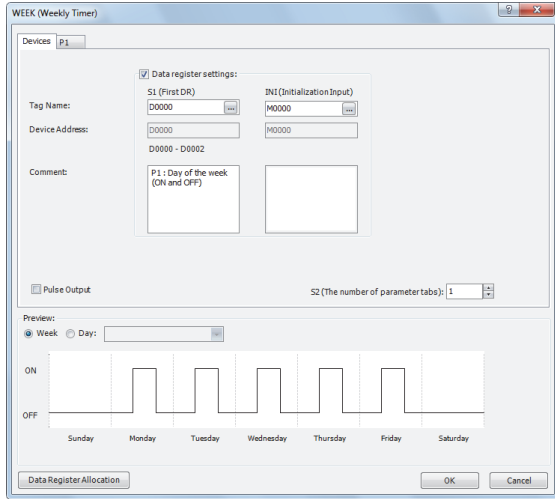 WEEK (Weekly Timer)
Devices P1
Data register settings:
S1 (First DR) INI (Initialization Input)
Tag Name: D0000 ... M0000 ...
Device Address: D0000 M0000
D0000 - D0002
Comment: P1 : Day of the week
(ON and OFF)
Pulse Output S2 (The number of parameter tabs): 1
Preview:
Week Day:
ON
OFF
Sunday Monday Tuesday Wednesday Thursday Friday Saturday
Data Register Allocation OK Cancel